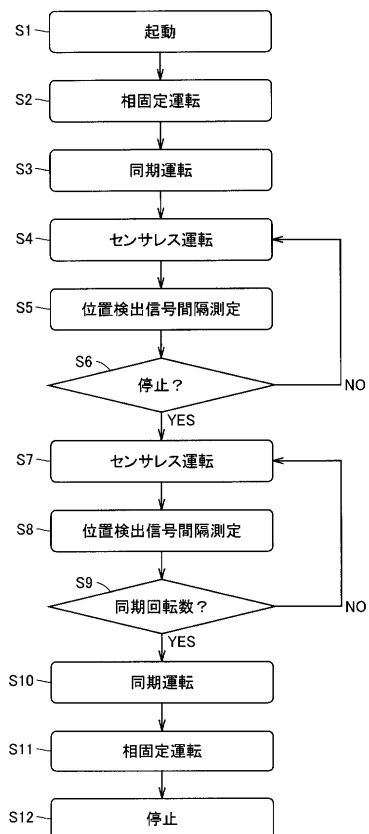 S1
起動
S2
相固定運転
S3
同期運転
S4
センサレス運転
S5
位置検出信号間隔測定
S6
停止？
NO
YES
S7
センサレス運転
S8
位置検出信号間隔測定
S9
同期回転数？
NO
YES
S10
同期運転
S11
相固定運転
S12
停止